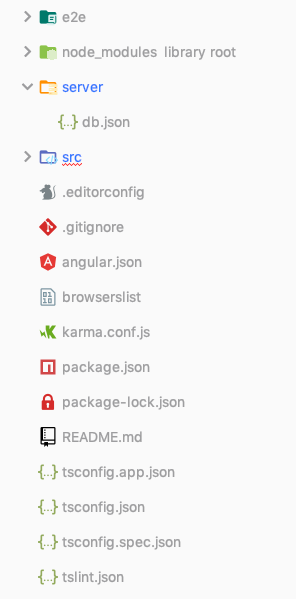 e2e
node_modules library root
server
{...} db.json
src
.editorconfig
.gitignore
angular.json
browserslist
karma.conf.js
package.json
package-lock.json
README.md
{...} tsconfig.app.json
{...} tsconfig.json
{...} tsconfig.spec.json
{...} tslint.json